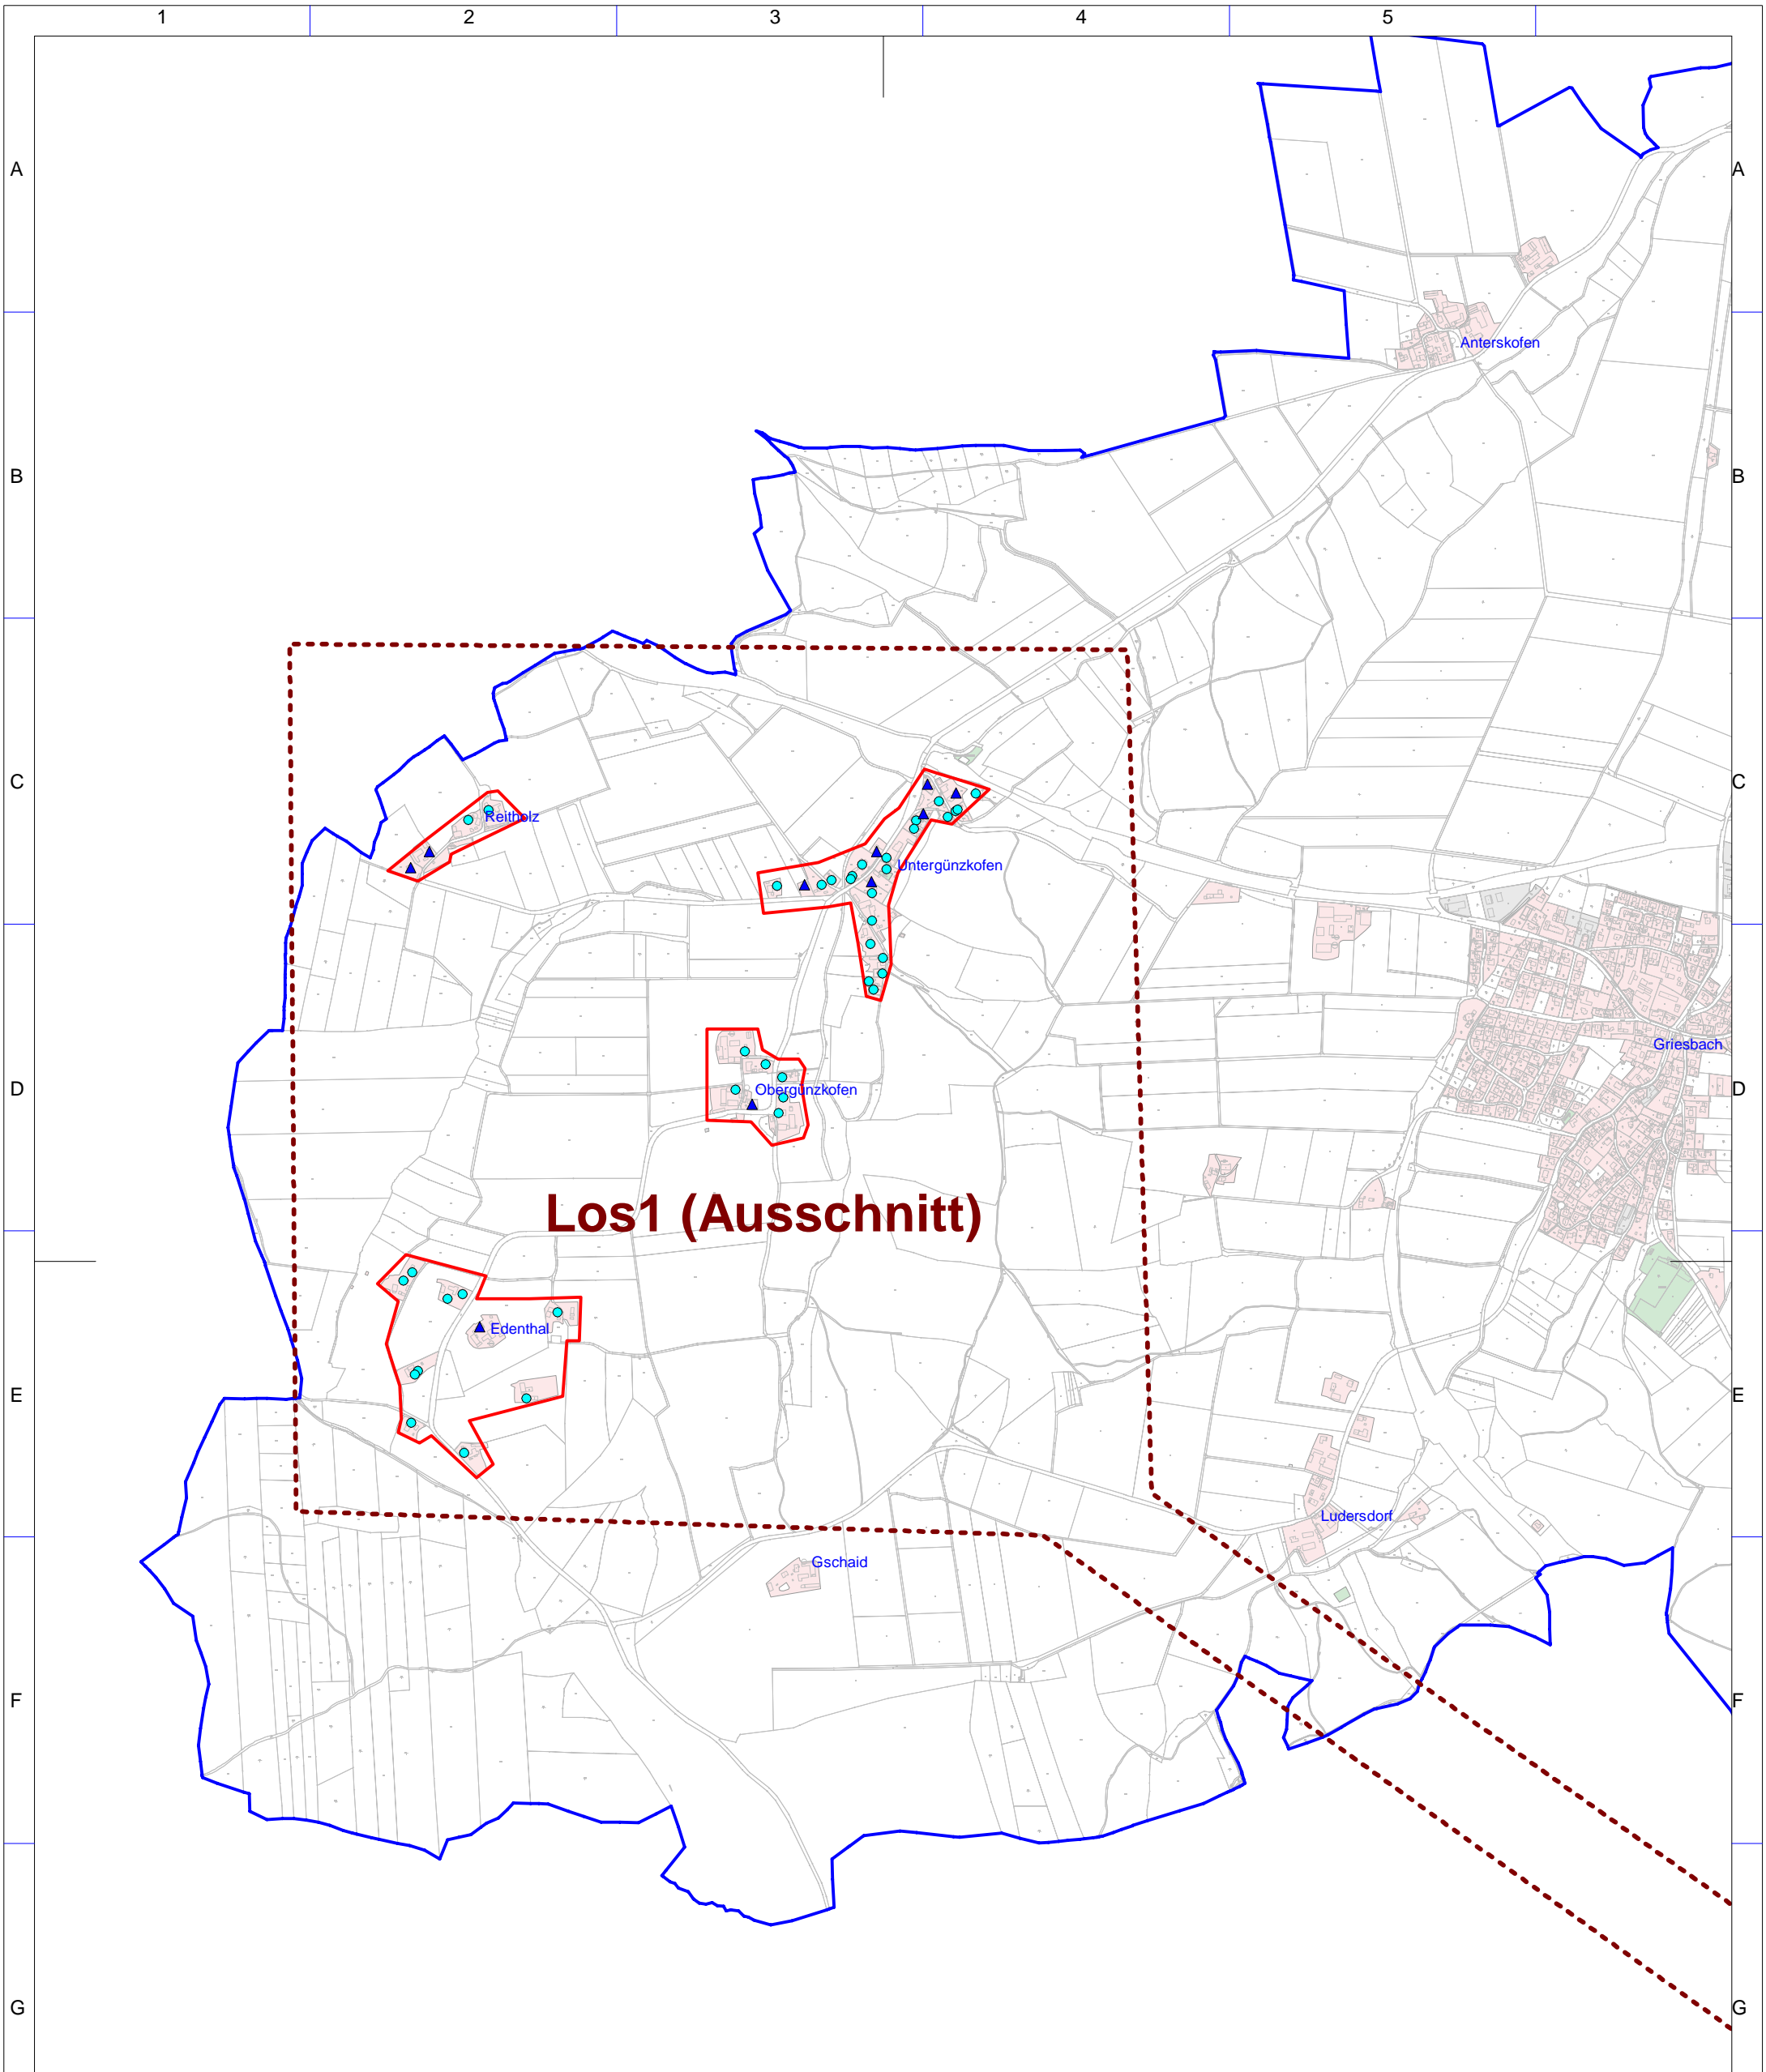 1 2 3 4 5
A A
Anterskofen
B B
C C
Reitholz
Untergünzkofen
Griesbach
D D
Obergünzkofen
Los1 (Ausschnitt)
Edenthal
E E
Ludersdorf
Gschaid
F F
G G